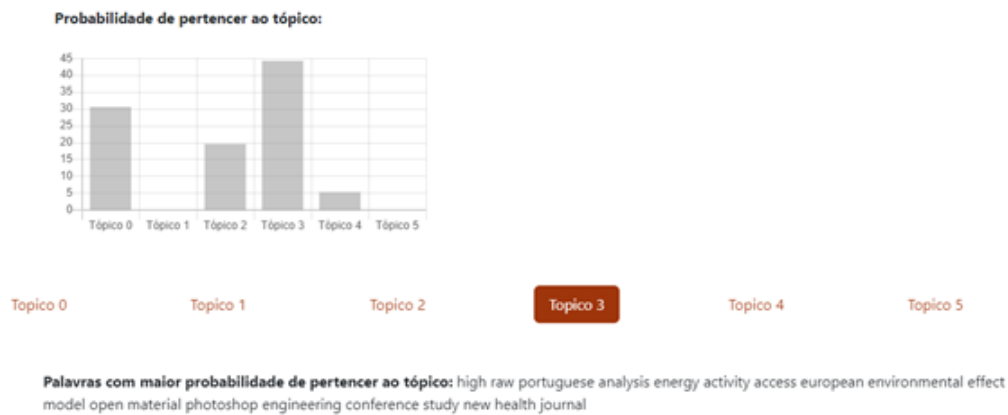 Probabilidade de pertencer ao tópico:
45
40
35
30
25
20
15
10
5
0
Tópico 0 Tópico 1 Tópico 2 Tópico 3 Tópico 4 Tópico 5
Topico 0 Topico 1 Topico 2 Topico 3 Topico 4 Topico 5
Palavras com maior probabilidade de pertencer ao tópico: high raw portuguese analysis energy activity access european environmental effect
model open material photoshop engineering conference study new health journal